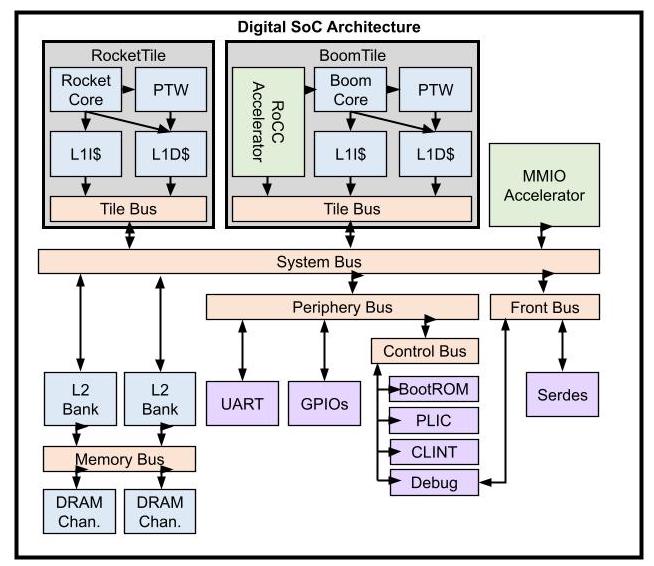 Digital SoC Architecture
RocketTile
Rocket
Core
PTW
L1I$
L1D$
Tile Bus
BoomTile
RoCC
Accelerator
Boom
Core
PTW
L1I$
L1D$
Tile Bus
MMIO
Accelerator
System Bus
Periphery Bus
Front Bus
Control Bus
L2
Bank
L2
Bank
UART
GPIOs
BootROM
PLIC
CLINT
Debug
Serdes
Memory Bus
DRAM
Chan.
DRAM
Chan.